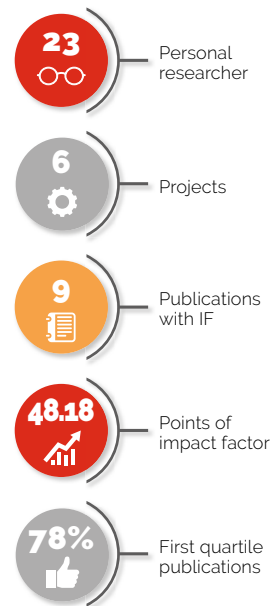 23
Personal
researcher
6
Projects
9
Publications
with IF
48.18
Points of
impact factor
78%
First quartile
publications